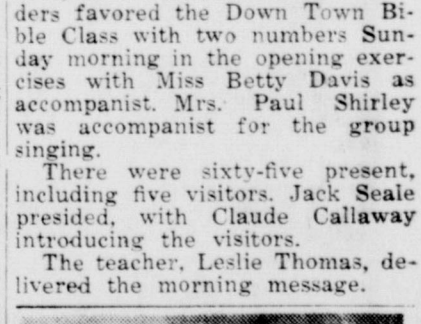 ders favored the Down Town Bi-
ble Class with two numbers Sun-
day morning in the opening exer-
cises with Miss Betty Davis as
accompanist. Mrs. Paul Shirley
was accompanist for the group
singing.
There were sixty-five present,
including five visitors. Jack Seale
presided, with Claude Callaway
introducing the visitors.
The teacher, Leslie Thomas, de-
livered the morning message.